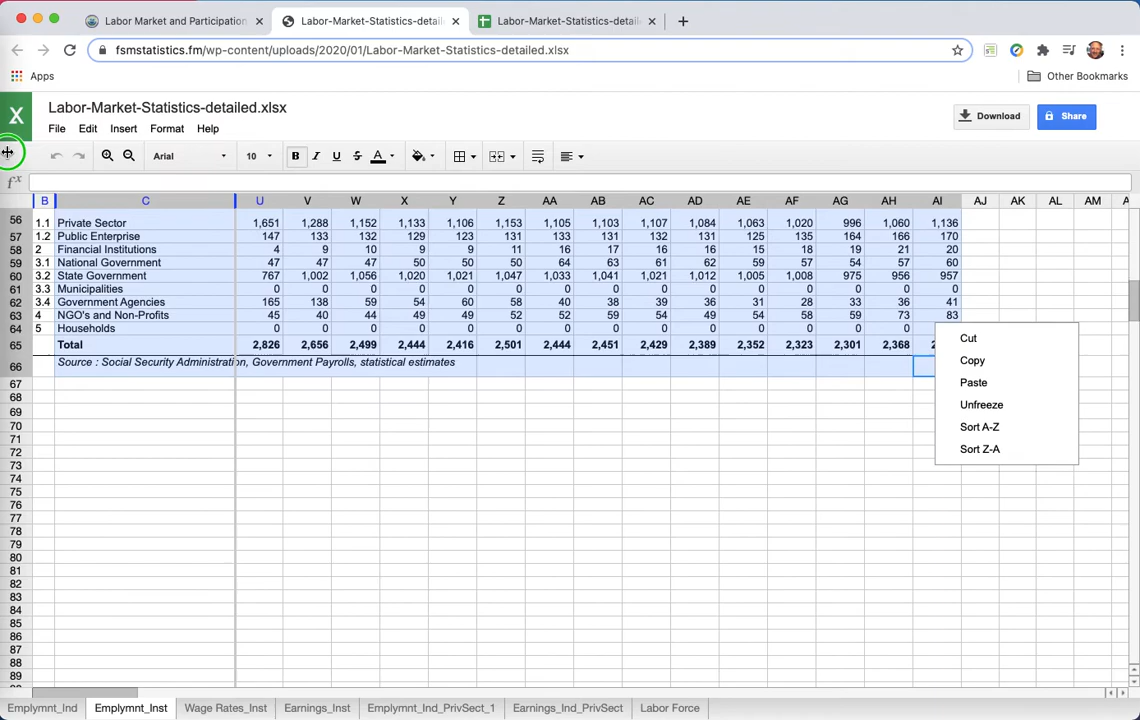 Labor Market and Participation
Labor-Market-Statistics-detail
Labor-Market-Statistics-detail
fsmstatistics.fm/wp-content/uploads/2020/01/Labor-Market-Statistics-detailed.xlsx
Apps
Other Bookmarks
X Labor-Market-Statistics-detailed.xlsx
File Edit Insert Format Help
Download
Share
Arial 10 B I U S A
fx
B C U V W X Y Z AA AB AC AD AE AF AG AH AI AJ AK AL AM A
56 1.1 Private Sector 1,651 1,288 1,152 1,133 1,106 1,153 1,105 1,103 1,107 1,084 1,063 1,020 996 1,060 1,136
57 1.2 Public Enterprise 147 133 132 129 123 131 133 131 132 131 125 135 164 166 170
58 2 Financial Institutions 4 9 10 9 9 11 16 17 16 16 15 18 19 21 20
59 3.1 National Government 47 47 47 50 50 50 64 63 61 62 59 57 54 57 60
60 3.2 State Government 767 1,002 1,056 1,020 1,021 1,047 1,033 1,041 1,021 1,012 1,005 1,008 975 956 957
61 3.3 Municipalities 0 0 0 0 0 0 0 0 0 0 0 0 0 0 0
62 3.4 Government Agencies 165 138 59 54 60 58 40 38 39 36 31 28 33 36 41
63 4 NGO's and Non-Profits 45 40 44 49 49 52 52 59 54 49 54 58 59 73 83
64 5 Households 0 0 0 0 0 0 0 0 0 0 0 0 0 0
65 Total 2,826 2,656 2,499 2,444 2,416 2,501 2,444 2,451 2,429 2,389 2,352 2,323 2,301 2,368 2
66 Source : Social Security Administration, Government Payrolls, statistical estimates
Cut
Copy
Paste
Unfreeze
Sort A-Z
Sort Z-A
67
68
69
70
71
72
73
74
75
76
77
78
79
80
81
82
83
84
85
86
87
88
89
Emplymnt_Ind Emplymnt_Inst Wage Rates_Inst Earnings_Inst Emplymnt_Ind_PrivSect_1 Earnings_Ind_PrivSect Labor Force